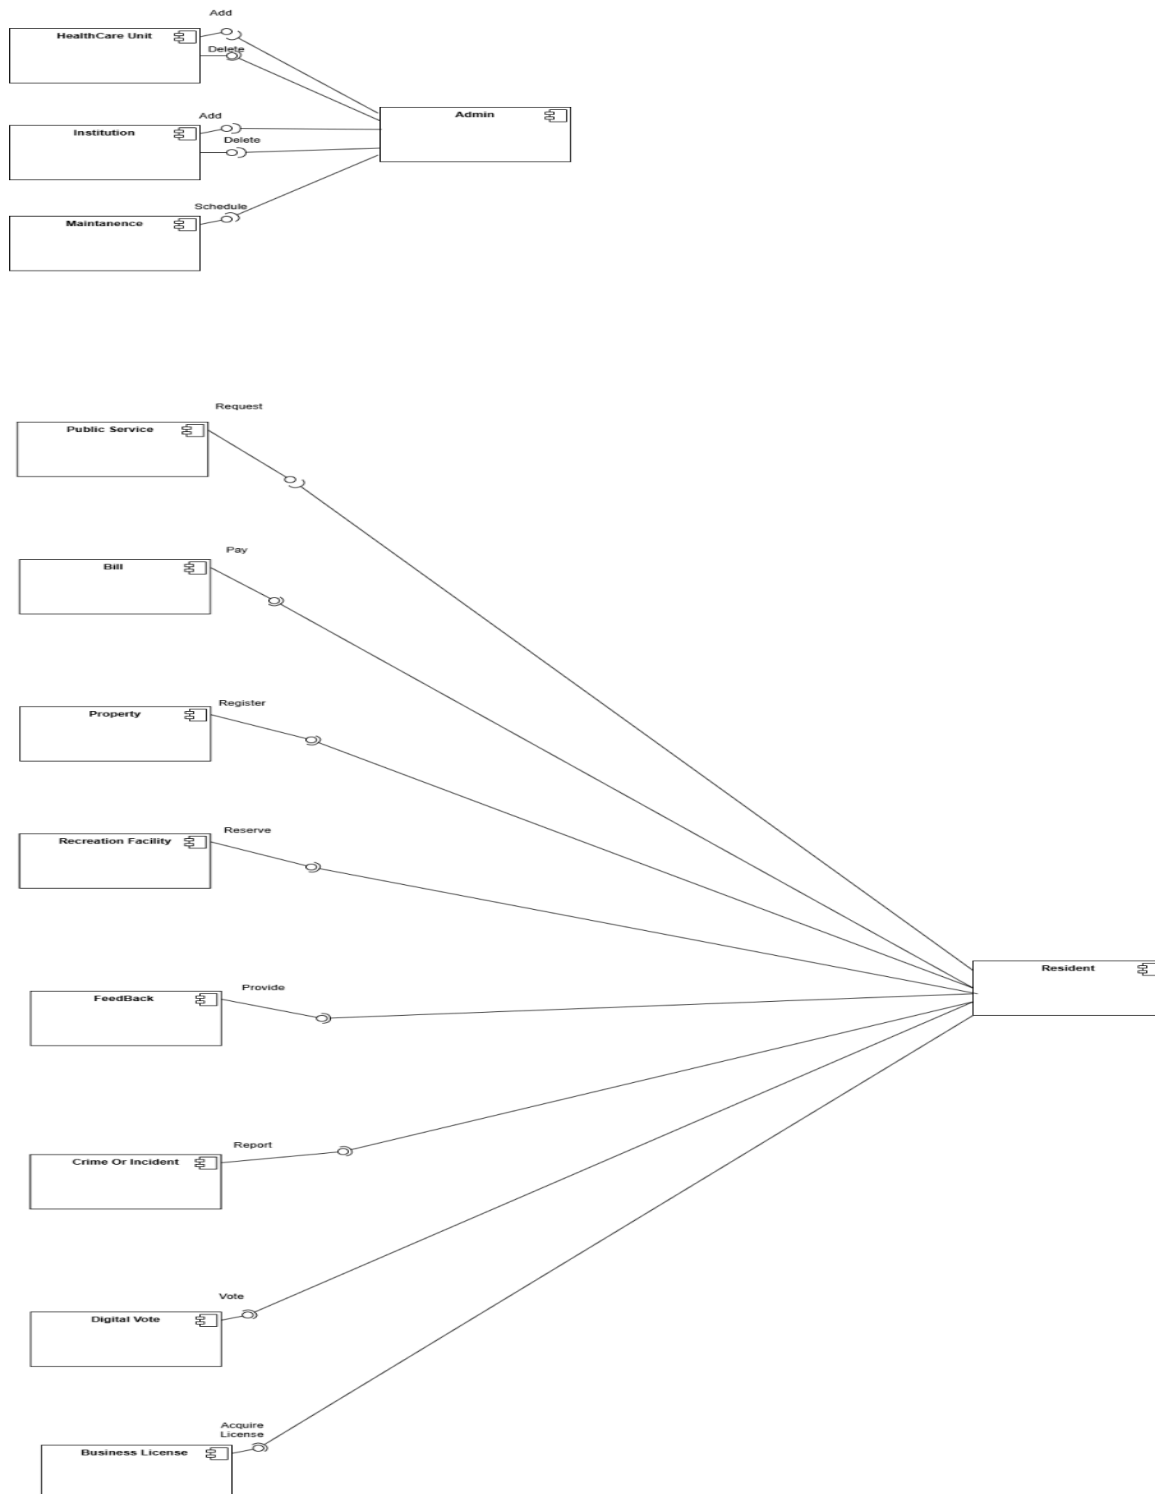 Add
HealthCare Unit
Delete
Add
Admin
Institution
Delete
Schedule
Maintanence
Request
Public Service
Pay
Bill
Register
Property
Reserve
Recreation Facility
Resident
Provide
FeedBack
Report
Crime Or Incident
Vote
Digital Vote
Acquire
License
Business License